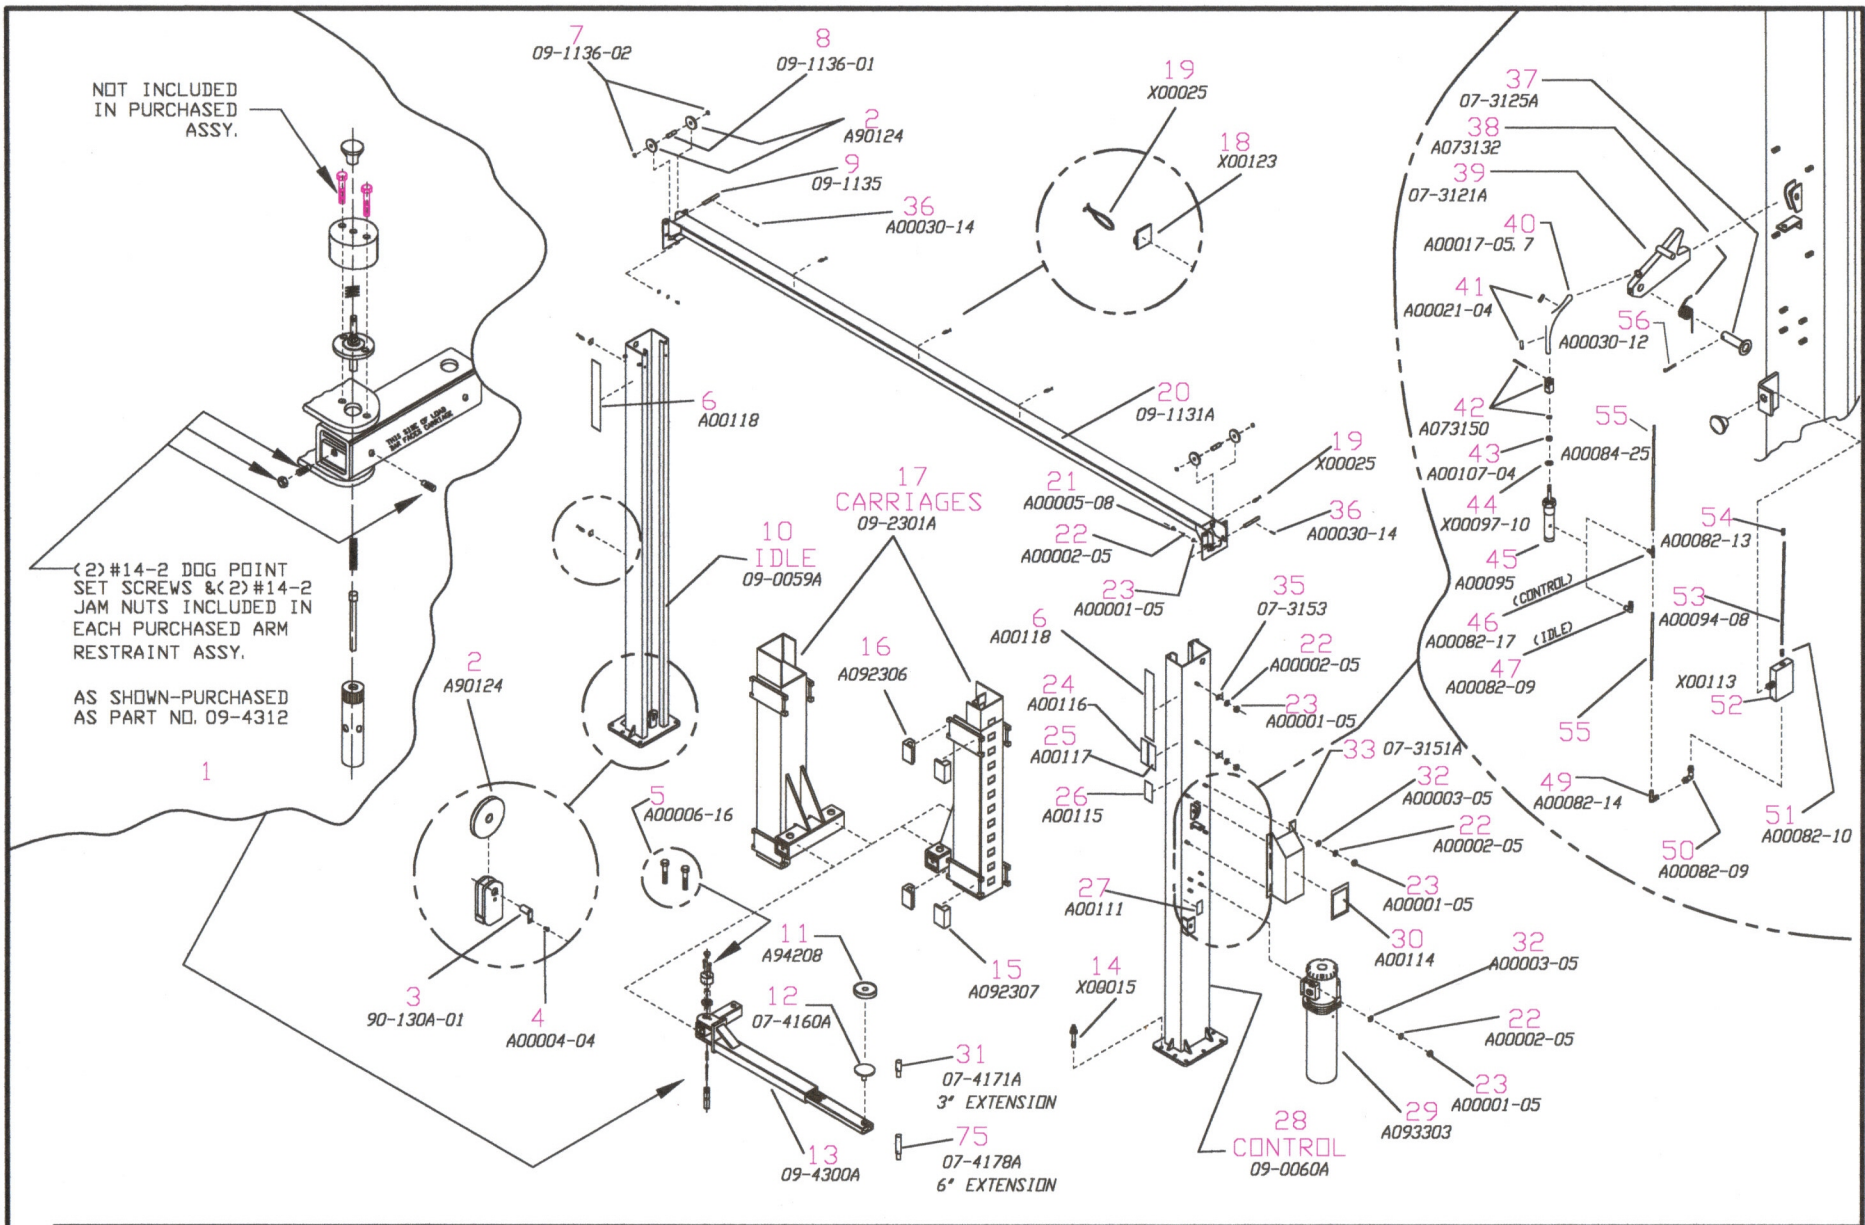 NOT INCLUDED
IN PURCHASED
ASSY.
THIS SIDE OF LOAD
BAR FACES CARRIAGE
(2)#14-2 DOG POINT
SET SCREWS &(2)#14-2
JAM NUTS INCLUDED IN
EACH PURCHASED ARM
RESTRAINT ASSY.
AS SHOWN-PURCHASED
AS PART NO. 09-4312
1
7
09-1136-02
8
09-1136-01
2
A90124
9
09-1135
36
A00030-14
19
X00025
18
X00123
6
A00118
20
09-1131A
19
X00025
36
A00030-14
21
A00005-08
22
A00002-05
23
A00001-05
17
CARRIAGES
09-2301A
10
IDLE
09-0059A
16
A092306
15
A092307
2
A90124
3
90-130A-01
4
A00004-04
5
A00006-16
11
A94208
12
07-4160A
13
09-4300A
31
07-4171A
3" EXTENSION
75
07-4178A
6" EXTENSION
14
X00015
6
A00118
35
07-3153
22
A00002-05
23
A00001-05
24
A00116
25
A00117
26
A00115
27
A00111
33 07-3151A
32
A00003-05
22
A00002-05
23
A00001-05
30
A00114
32
A00003-05
22
A00002-05
23
A00001-05
29
A093303
28
CONTROL
09-0060A
37
07-3125A
38
A073132
39
07-3121A
40
A00017-05.7
41
A00021-04
56
A00030-12
42
A073150
43
A00107-04
44
X00097-10
45
A00095
(CONTROL)
46
A00082-17
(IDLE)
47
A00082-09
55
A00084-25
54
A00082-13
53
A00094-08
X00113
52
55
49
A00082-14
50
A00082-09
51
A00082-10